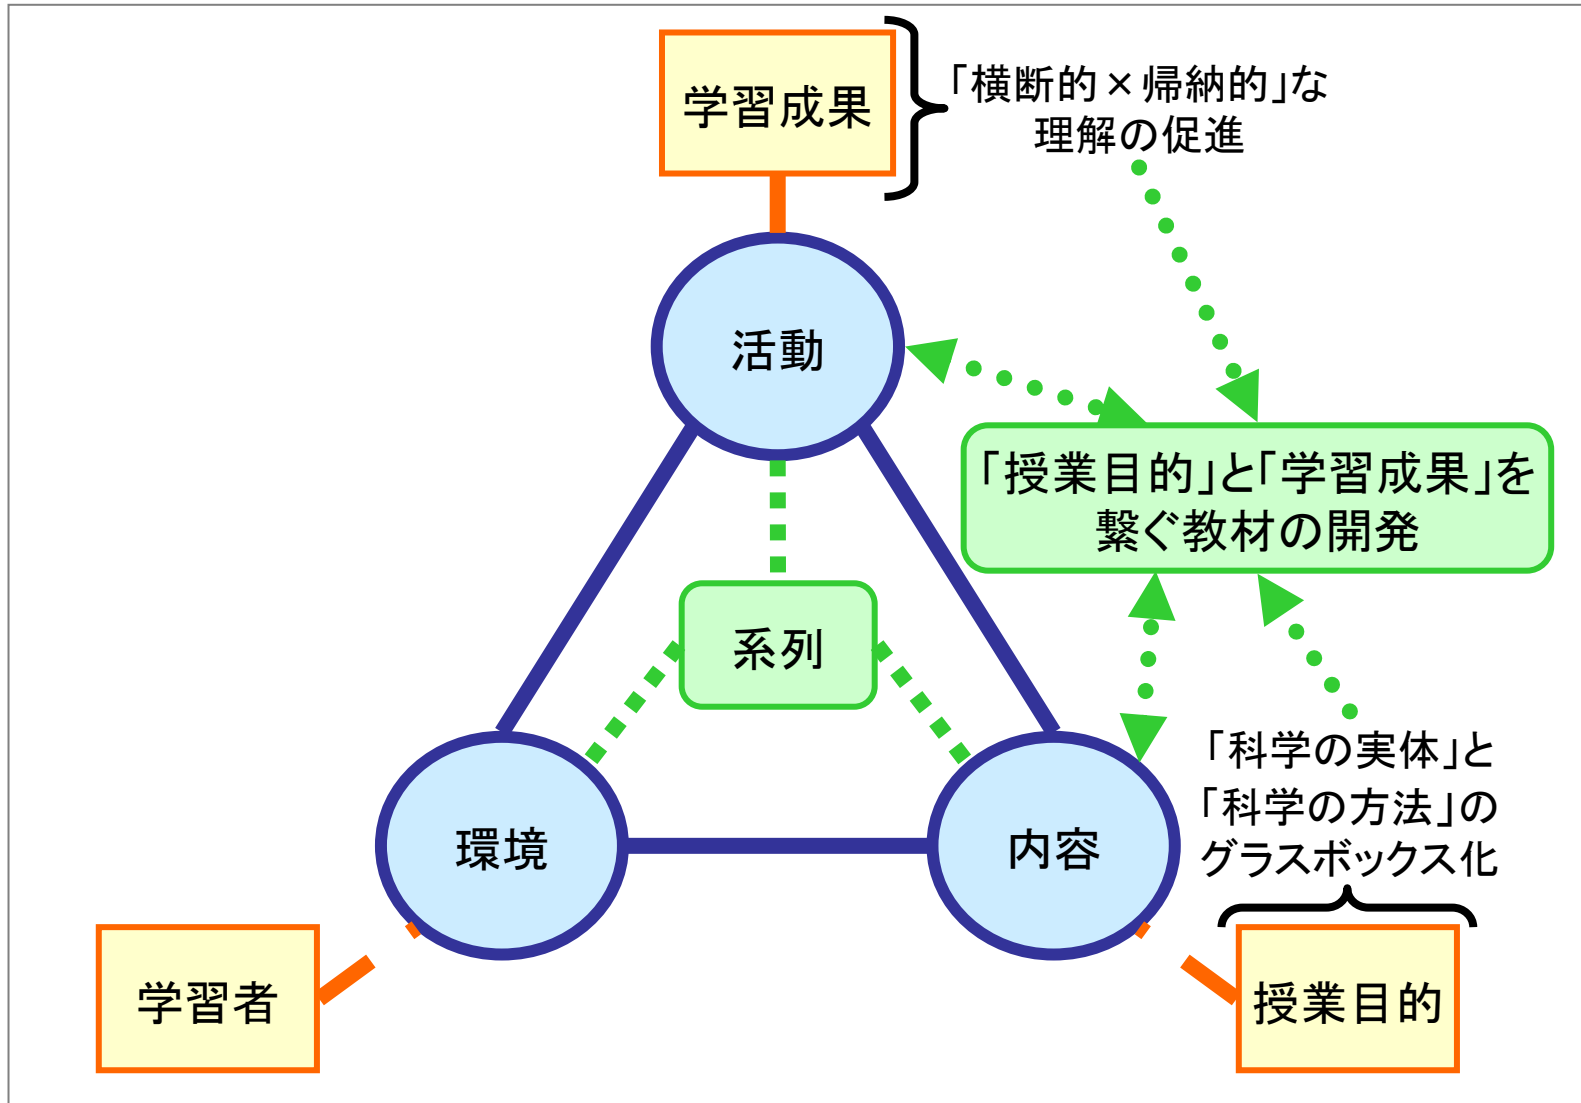 学習成果
「横断的×帰納的」な
理解の促進
活動
「授業目的」と「学習成果」を
繋ぐ教材の開発
系列
「科学の実体」と
「科学の方法」の
グラスボックス化
環境
内容
学習者
授業目的